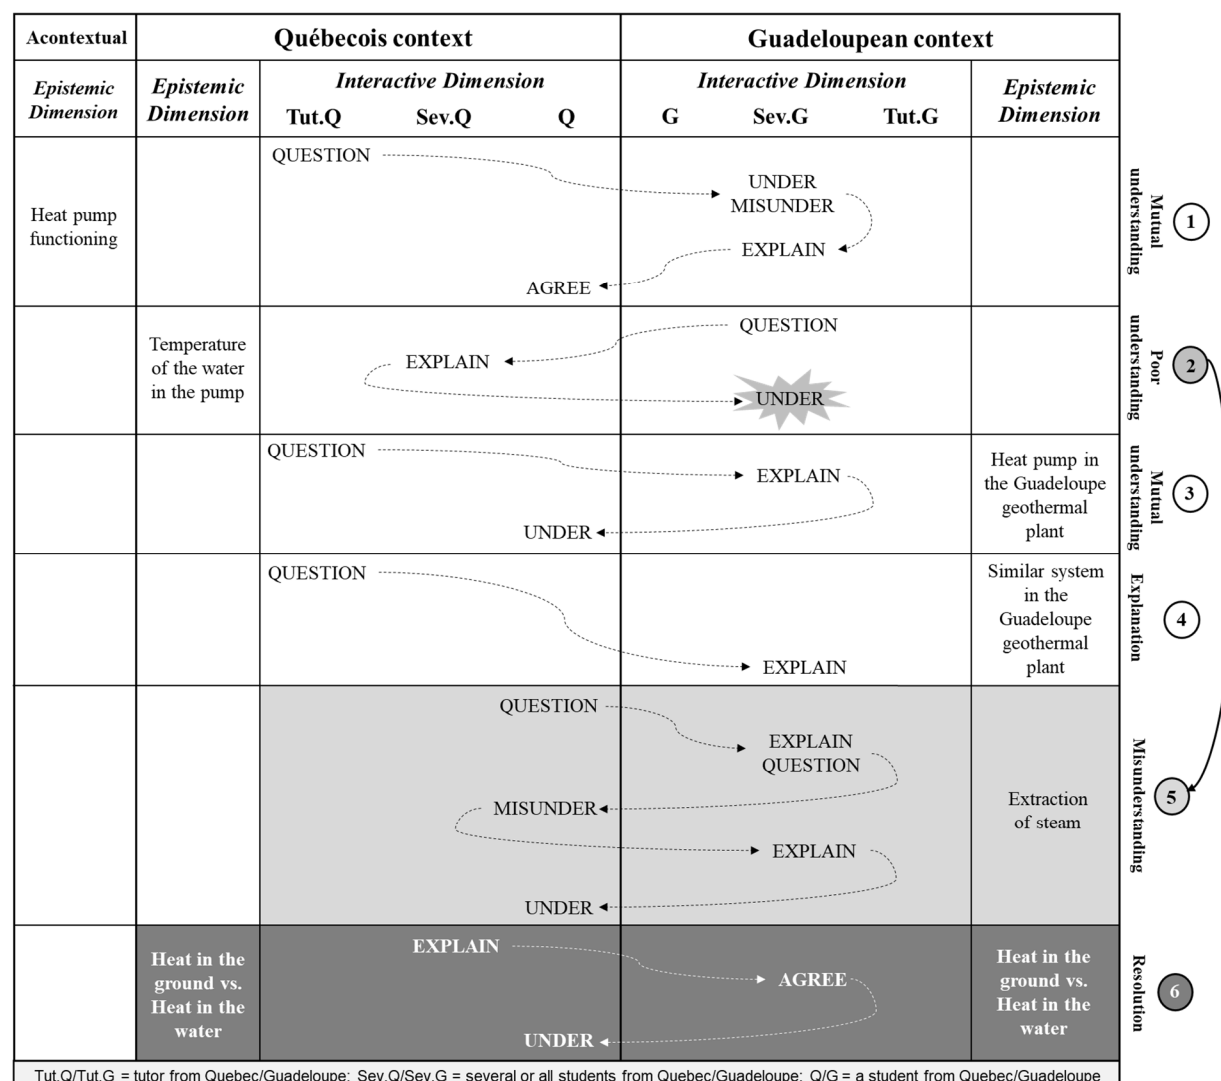 Acontextual
Québecois context
Guadeloupean context
Epistemic
Dimension
Epistemic
Dimension
Interactive Dimension
Tut.Q Sev.Q Q
Interactive Dimension
G Sev.G Tut.G
Epistemic
Dimension
Heat pump
functioning
QUESTION
UNDER
MISUNDER
EXPLAIN
AGREE
Mutual
understanding
1
Temperature
of the water
in the pump
QUESTION
EXPLAIN
UNDER
Poor
understanding
2
QUESTION
EXPLAIN
UNDER
Heat pump in
the Guadeloupe
geothermal
plant
Mutual
understanding
3
QUESTION
EXPLAIN
Similar system
in the
Guadeloupe
geothermal
plant
Explanation
4
QUESTION
EXPLAIN
QUESTION
MISUNDER
EXPLAIN
UNDER
Extraction
of steam
Misunderstanding
5
Heat in the
ground vs.
Heat in the
water
EXPLAIN
AGREE
UNDER
Heat in the
ground vs.
Heat in the
water
Resolution
6
Tut.Q/Tut.G = tutor from Quebec/Guadeloupe; Sev.Q/Sev.G = several or all students from Quebec/Guadeloupe; Q/G = a student from Quebec/Guadeloupe